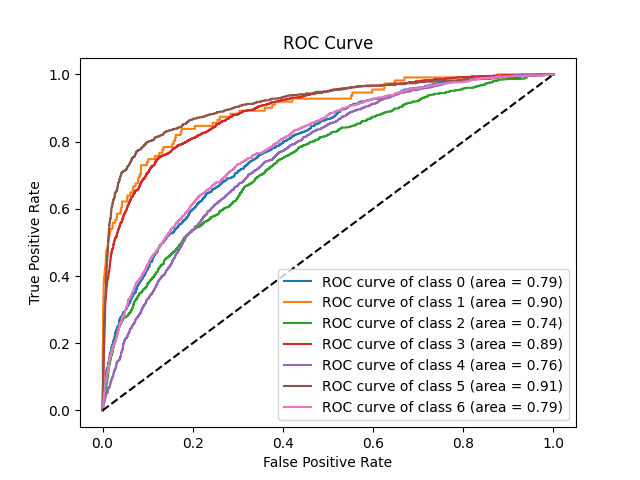 ROC Curve
True Positive Rate
1.0
0.8
0.6
0.4
0.2
0.0
ROC curve of class 0 (area = 0.79)
ROC curve of class 1 (area = 0.90)
ROC curve of class 2 (area = 0.74)
ROC curve of class 3 (area = 0.89)
ROC curve of class 4 (area = 0.76)
ROC curve of class 5 (area = 0.91)
ROC curve of class 6 (area = 0.79)
0.0 0.2 0.4 0.6 0.8 1.0
False Positive Rate